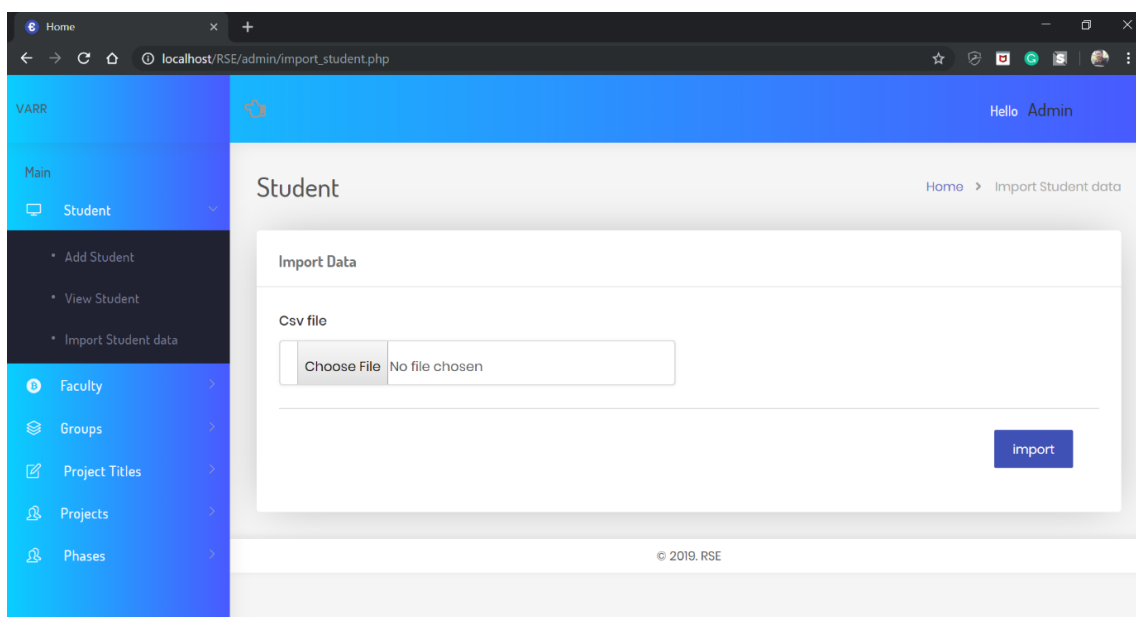 Home
localhost/RSE/admin/import_student.php
VARR
Hello Admin
Main
Student
Add Student
View Student
Import Student data
Faculty
Groups
Project Titles
Projects
Phases
Student
Home > Import Student data
Import Data
Csv file
Choose File No file chosen
import
© 2019. RSE